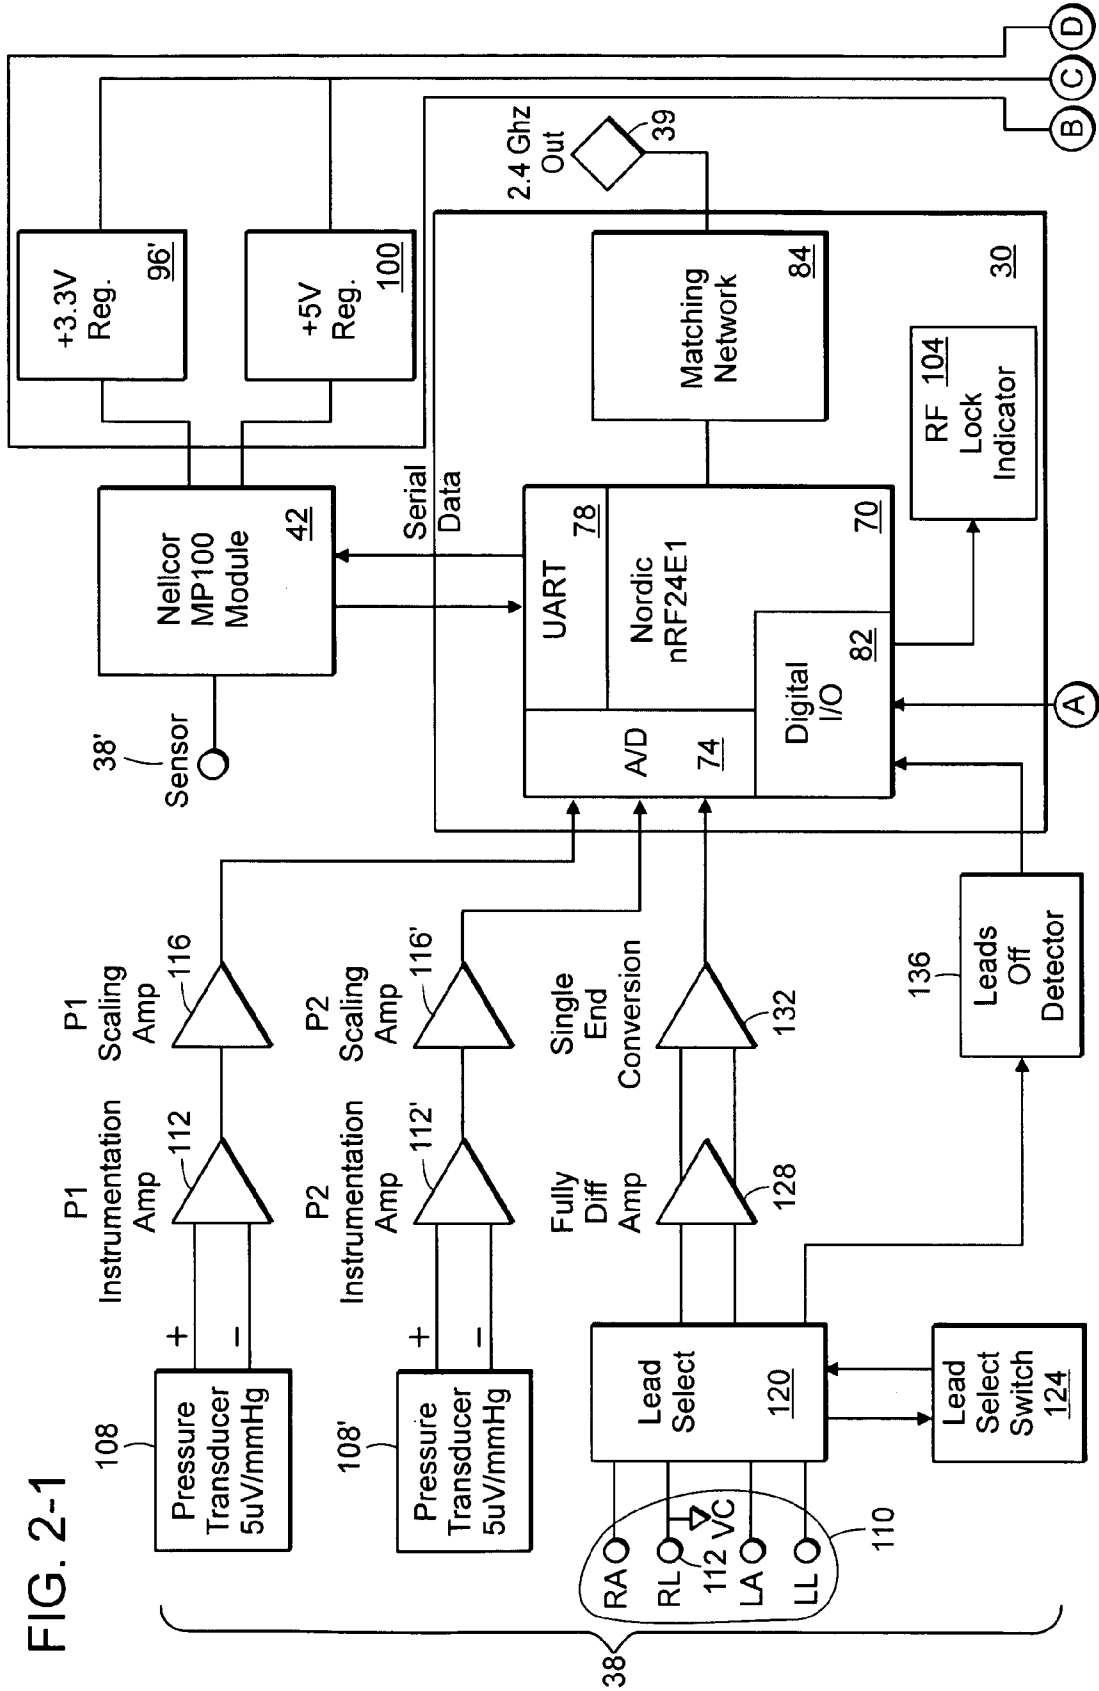 FIG. 2-1
38
108
Pressure
Transducer
5uV/mmHg
+
−
P1
Instrumentation
Amp
112
P1
Scaling
Amp
116
108'
Pressure
Transducer
5uV/mmHg
+
−
P2
Instrumentation
Amp
112'
P2
Scaling
Amp
116'
RA
RL
112
VC
LA
LL
110
Lead
Select
120
Lead
Select
Switch
124
Fully
Diff
Amp
128
Single
End
Conversion
132
136
Leads
Off
Detector
38'
Sensor
Nellcor
MP100
Module
42
+3.3V
Reg.
96'
+5V
Reg.
100
Serial
Data
A/D
74
UART
78
Nordic
nRF24E1
70
Digital
I/O
82
Matching
Network
84
2.4 Ghz
Out
39
RF
104
Lock
Indicator
30
A
B
C
D